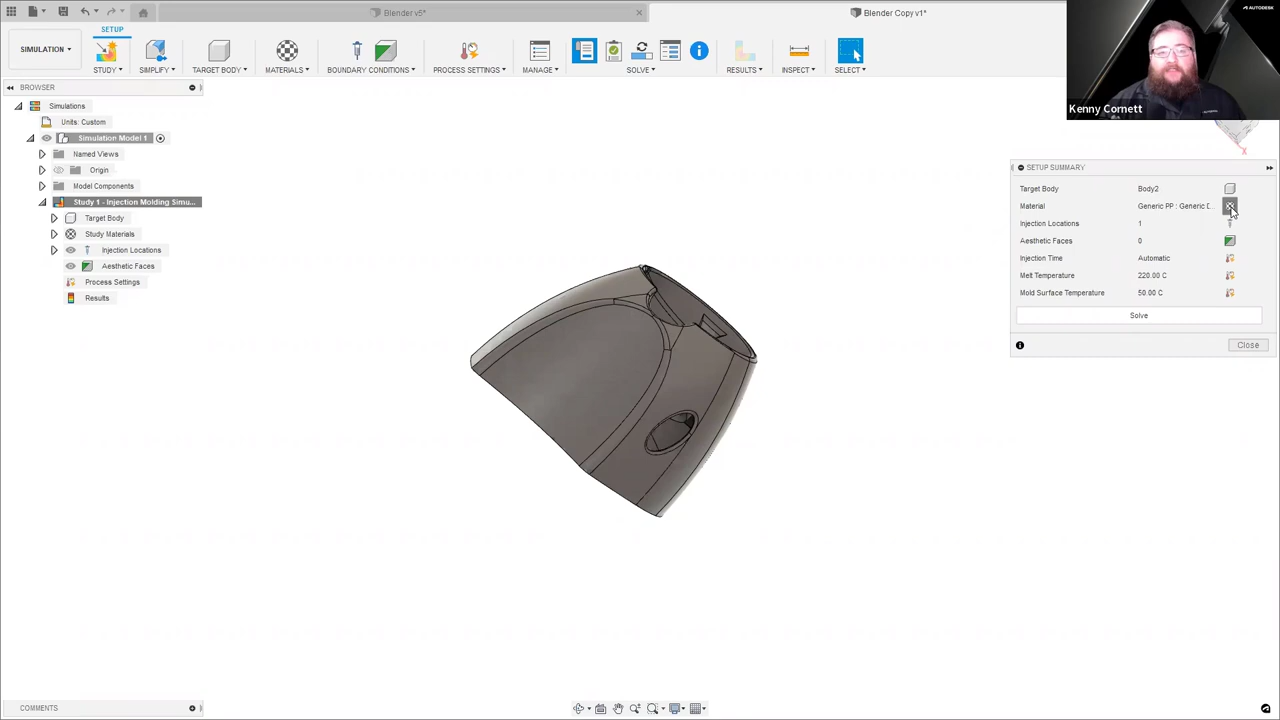 Blender v5*
Blender Copy v1*
AUTODESK
SETUP
SIMULATION
STUDY
SIMPLIFY
TARGET BODY
MATERIALS
BOUNDARY CONDITIONS
PROCESS SETTINGS
MANAGE
SOLVE
RESULTS
INSPECT
SELECT
Kenny Cornett
BROWSER
Simulations
Units: Custom
Simulation Model 1
Named Views
Origin
Model Components
Study 1 - Injection Molding Simu...
Target Body
Study Materials
Injection Locations
Aesthetic Faces
Process Settings
Results
SETUP SUMMARY
Target Body Body2
Material Generic PP : Generic D...
Injection Locations 1
Aesthetic Faces 0
Injection Time Automatic
Melt Temperature 220.00 C
Mold Surface Temperature 50.00 C
Solve
Close
X
COMMENTS